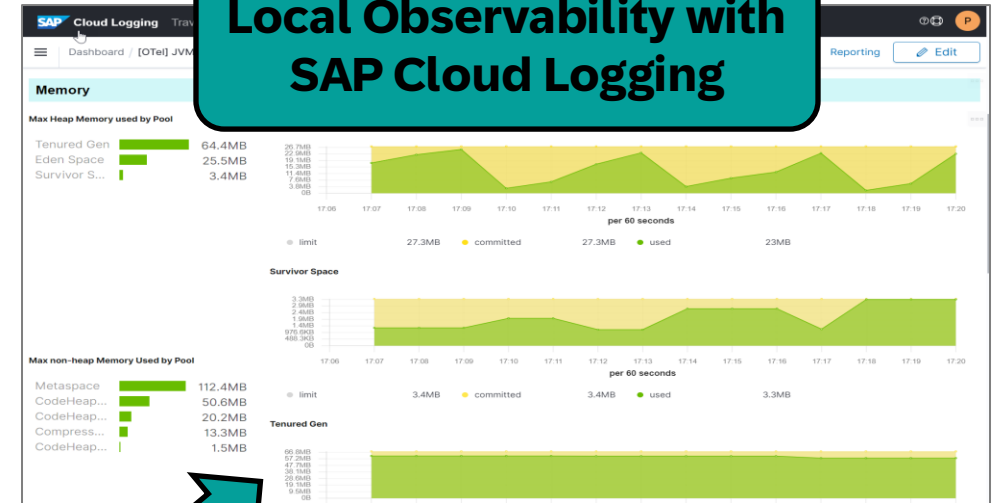 Local Observability with
SAP Cloud Logging
SAP Cloud Logging Trav
P
Dashboard / [OTel] JVM
Reporting
Edit
Memory
Max Heap Memory used by Pool
Tenured Gen 64.4MB
Eden Space 25.5MB
Survivor S... 3.4MB
26.7MB
22.9MB
19.1MB
15.3MB
11.4MB
7.6MB
3.8MB
0B
17:06 17:07 17:08 17:09 17:10 17:11 17:12 17:13 17:14 17:15 17:16 17:17 17:18 17:19 17:20
per 60 seconds
limit 27.3MB committed 27.3MB used 23MB
Survivor Space
3.3MB
2.9MB
2.4MB
1.9MB
1.4MB
976.6KB
488.3KB
0B
17:06 17:07 17:08 17:09 17:10 17:11 17:12 17:13 17:14 17:15 17:16 17:17 17:18 17:19 17:20
per 60 seconds
limit 3.4MB committed 3.4MB used 3.3MB
Max non-heap Memory Used by Pool
Metaspace 112.4MB
CodeHeap... 50.6MB
CodeHeap... 20.2MB
Compress... 13.3MB
CodeHeap... 1.5MB
Tenured Gen
66.8MB
57.2MB
47.7MB
38.1MB
28.6MB
19.1MB
9.5MB
0B